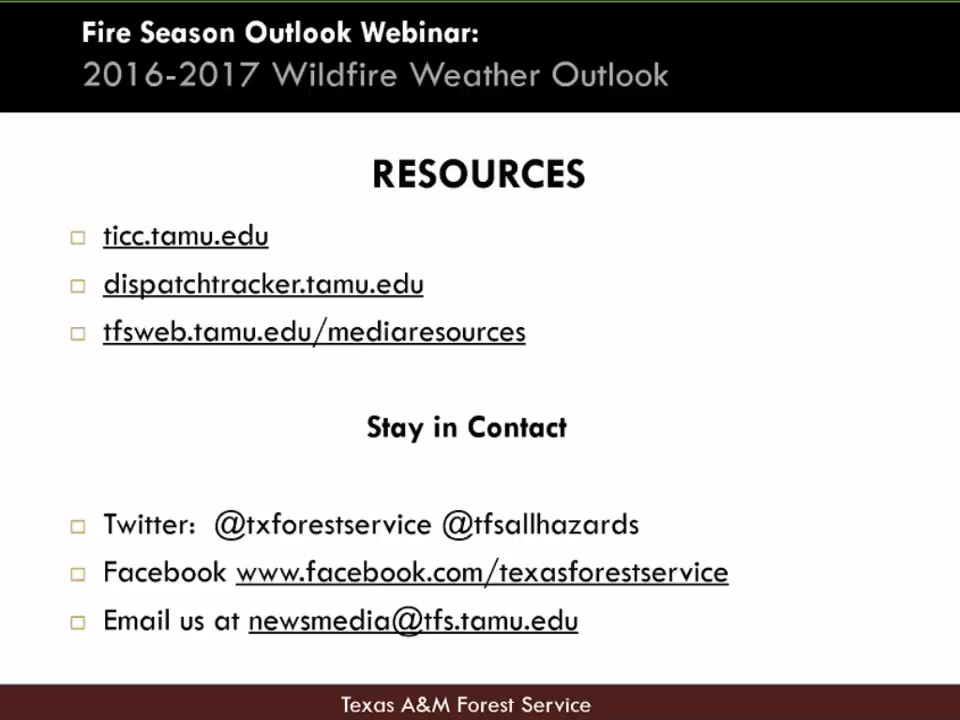 Fire Season Outlook Webinar:
2016-2017 Wildfire Weather Outlook
RESOURCES
ticc.tamu.edu
dispatchtracker.tamu.edu
tfsweb.tamu.edu/mediaresources
Stay in Contact
Twitter: @txforestservice @tfsallhazards
Facebook www.facebook.com/texasforestservice
Email us at newsmedia@tfs.tamu.edu
Texas A&M Forest Service